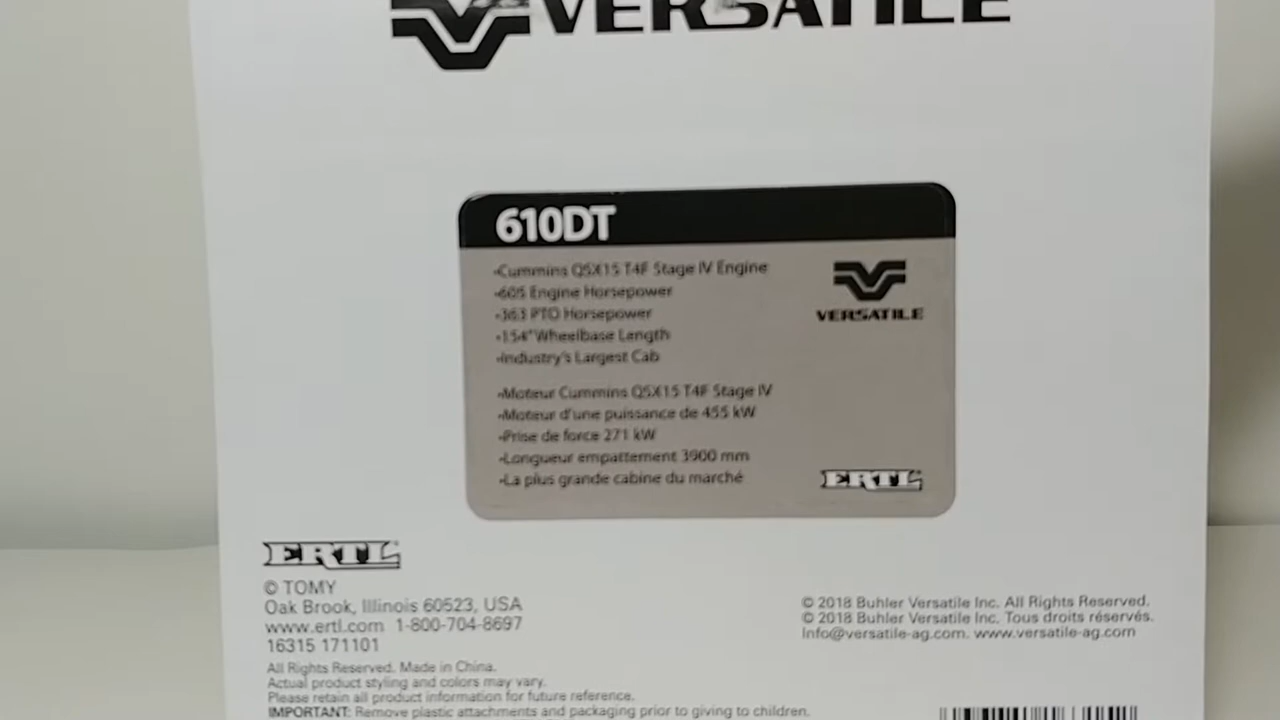 VERSATILE
610DT
•Cummins QSX15 T4F Stage IV Engine
•605 Engine Horsepower
•363 PTO Horsepower
•154" Wheelbase Length
•Industry's Largest Cab
VERSATILE
•Moteur Cummins QSX15 T4F Stage IV
•Moteur d'une puissance de 455 kW
•Prise de force 271 kW
•Longueur empattement 3900 mm
•La plus grande cabine du marché
ERTL
ERTL
© TOMY
Oak Brook, Illinois 60523, USA
www.ertl.com 1-800-704-8697
16315 171101
All Rights Reserved. Made in China.
Actual product styling and colors may vary.
Please retain all product information for future reference.
IMPORTANT: Remove plastic attachments and packaging prior to giving to children.
© 2018 Buhler Versatile Inc. All Rights Reserved.
© 2018 Buhler Versatile Inc. Tous droits réservés.
Info@versatile-ag.com. www.versatile-ag.com